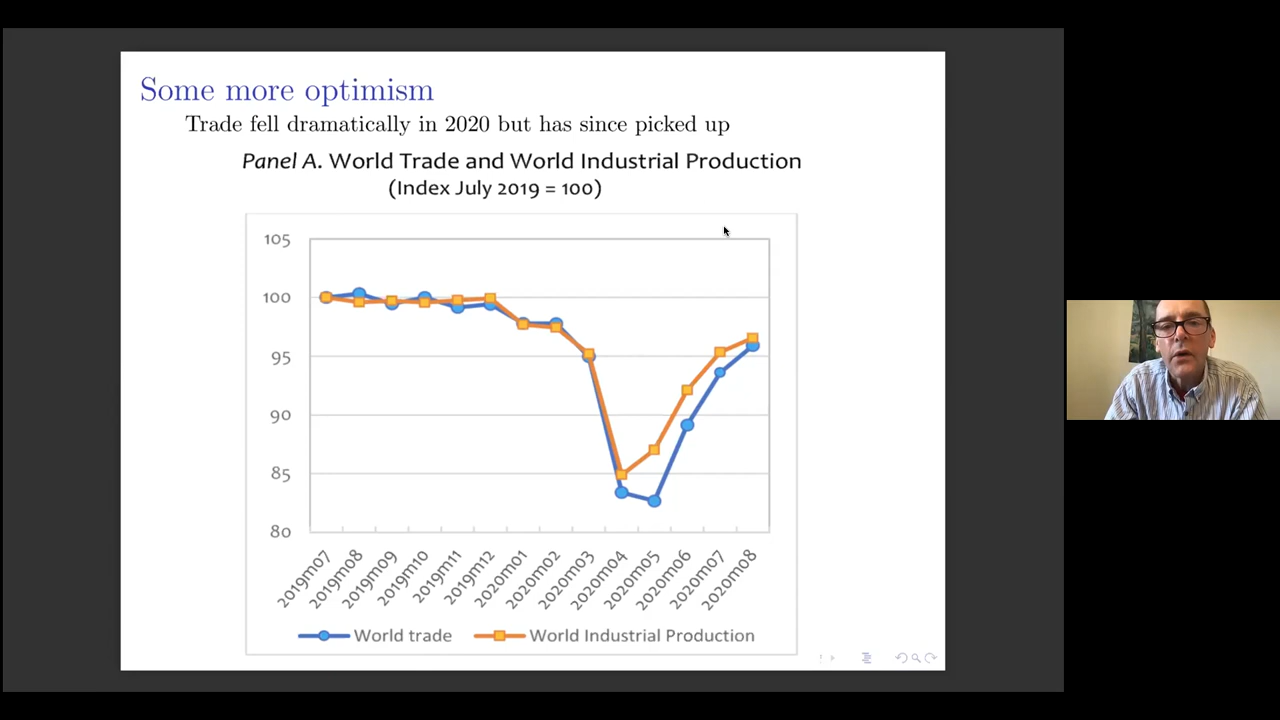 Some more optimism
Trade fell dramatically in 2020 but has since picked up
Panel A. World Trade and World Industrial Production
(Index July 2019 = 100)
105
100
95
90
85
80
2019m07
2019m08
2019m09
2019m10
2019m11
2019m12
2020m01
2020m02
2020m03
2020m04
2020m05
2020m06
2020m07
2020m08
World trade
World Industrial Production